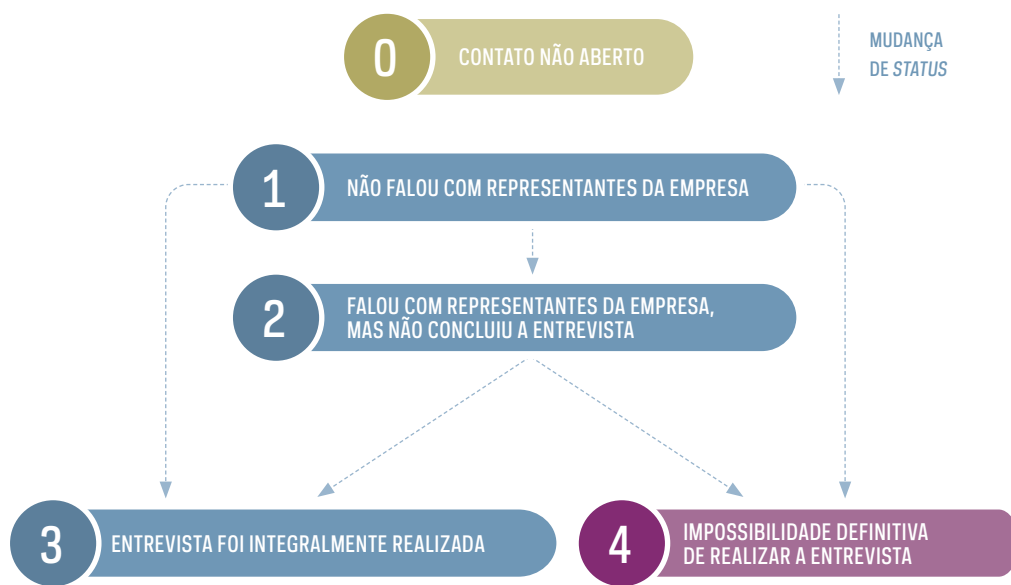 0
CONTATO NÃO ABERTO
MUDANÇA
DE STATUS
1
NÃO FALOU COM REPRESENTANTES DA EMPRESA
2
FALOU COM REPRESENTANTES DA EMPRESA,
MAS NÃO CONCLUIU A ENTREVISTA
3
ENTREVISTA FOI INTEGRALMENTE REALIZADA
4
IMPOSSIBILIDADE DEFINITIVA
DE REALIZAR A ENTREVISTA